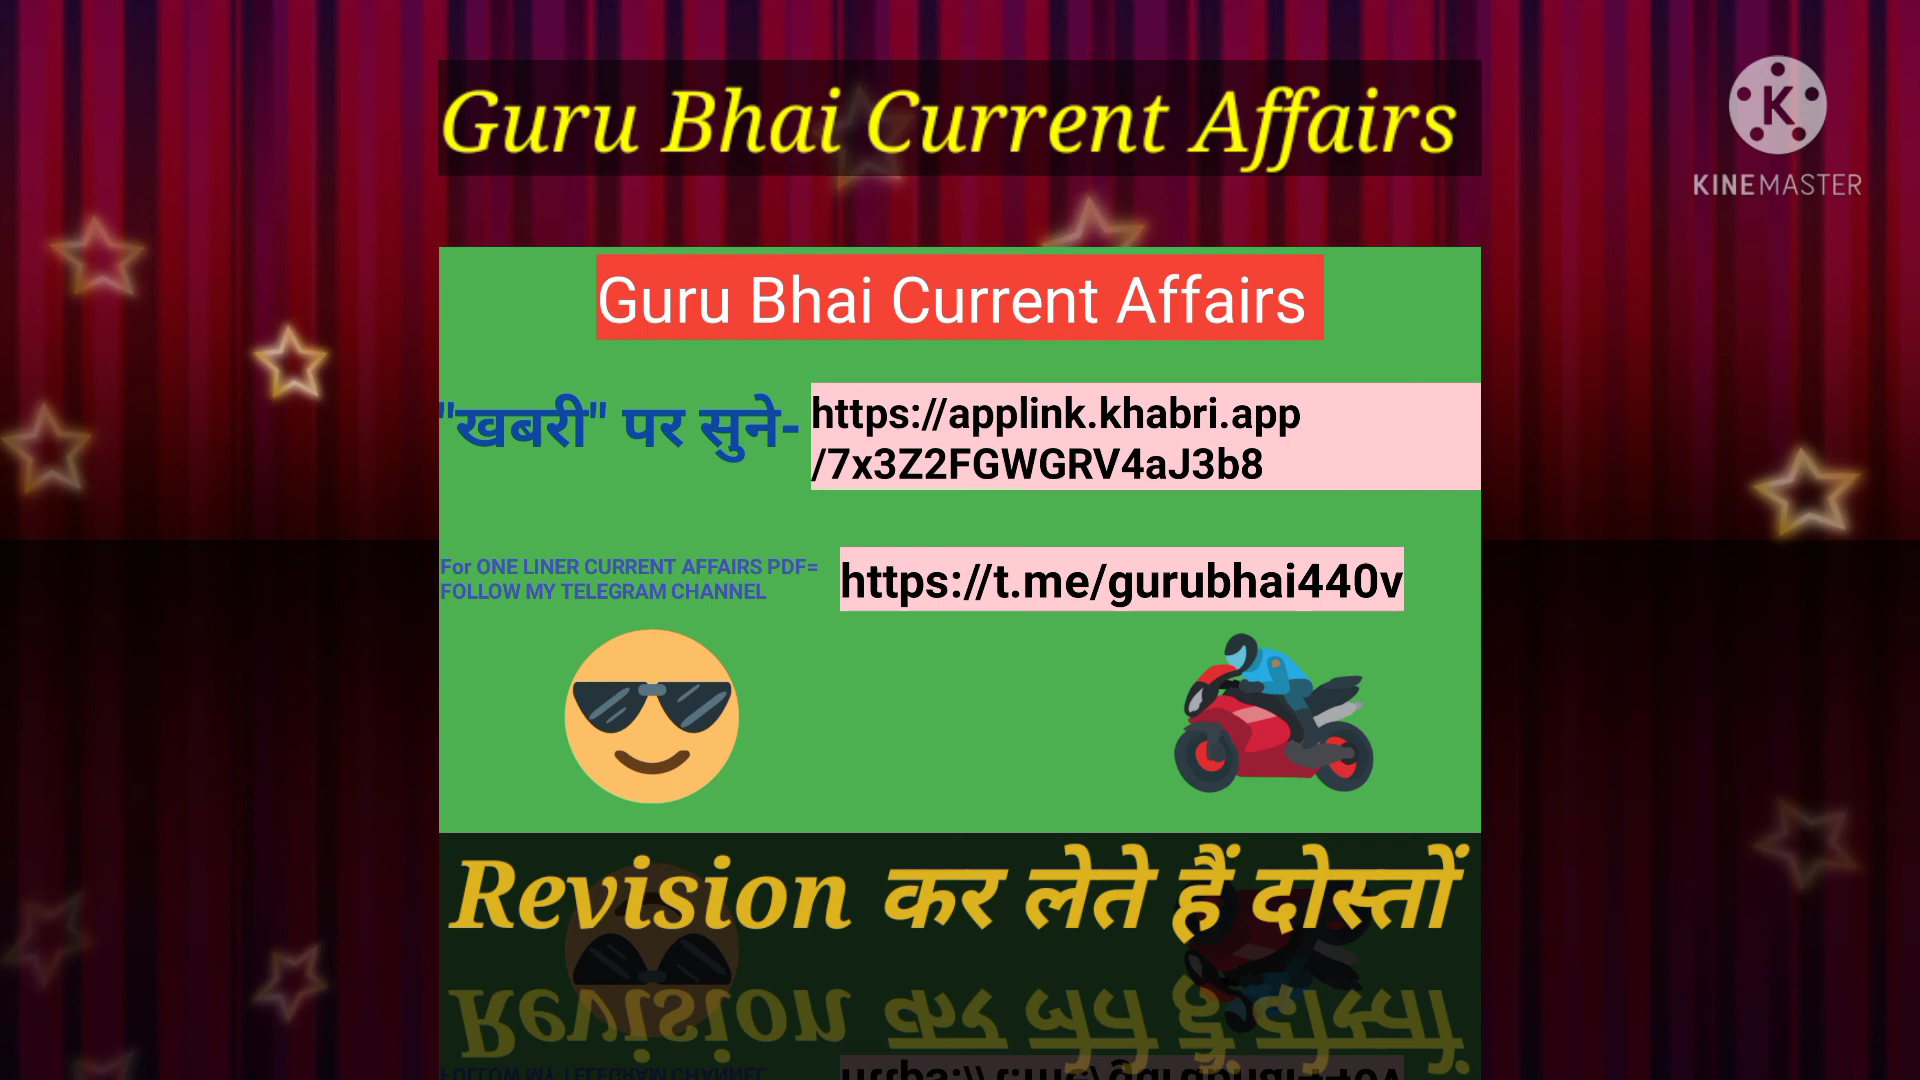 Guru Bhai Current Affairs
K
KINEMASTER
Guru Bhai Current Affairs
"खबरी" पर सुने-
https://applink.khabri.app
/7x3Z2FGWGRV4aJ3b8
For ONE LINER CURRENT AFFAIRS PDF=
FOLLOW MY TELEGRAM CHANNEL
https://t.me/gurubhai440v
Revision कर लेते हैं दोस्तों